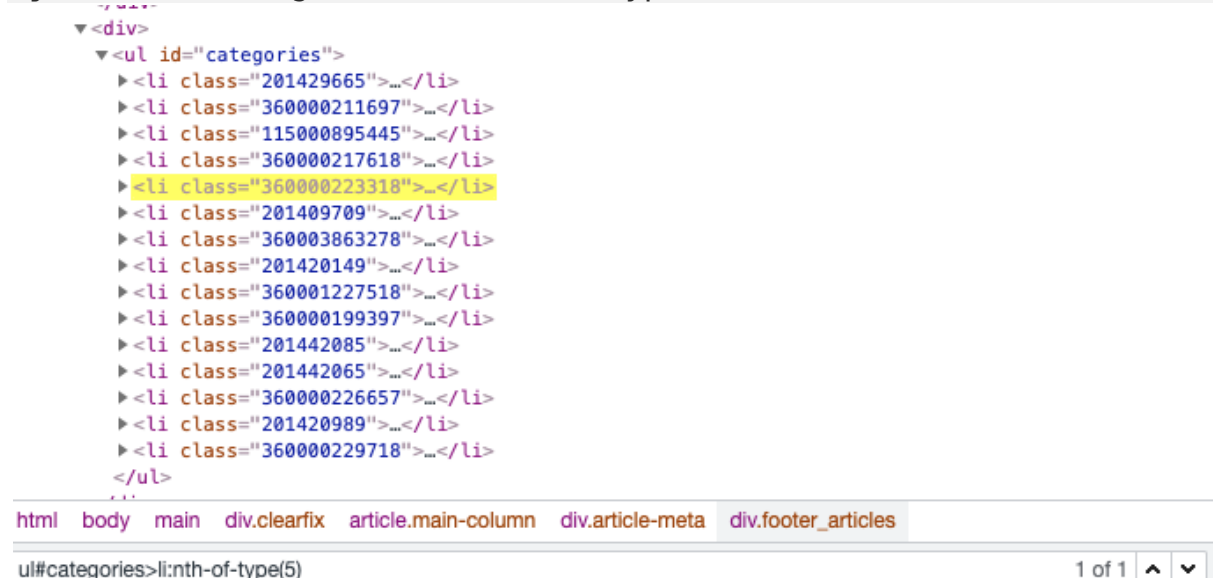 ▼<div>
▼<ul id="categories">
▶<li class="201429665">…</li>
▶<li class="360000211697">…</li>
▶<li class="115000895445">…</li>
▶<li class="360000217618">…</li>
▶<li class="360000223318">…</li>
▶<li class="201409709">…</li>
▶<li class="360003863278">…</li>
▶<li class="201420149">…</li>
▶<li class="360001227518">…</li>
▶<li class="360000199397">…</li>
▶<li class="201442085">…</li>
▶<li class="201442065">…</li>
▶<li class="360000226657">…</li>
▶<li class="201420989">…</li>
▶<li class="360000229718">…</li>
</ul>
html body main div.clearfix article.main-column div.article-meta div.footer_articles
ul#categories>li:nth-of-type(5) 1 of 1